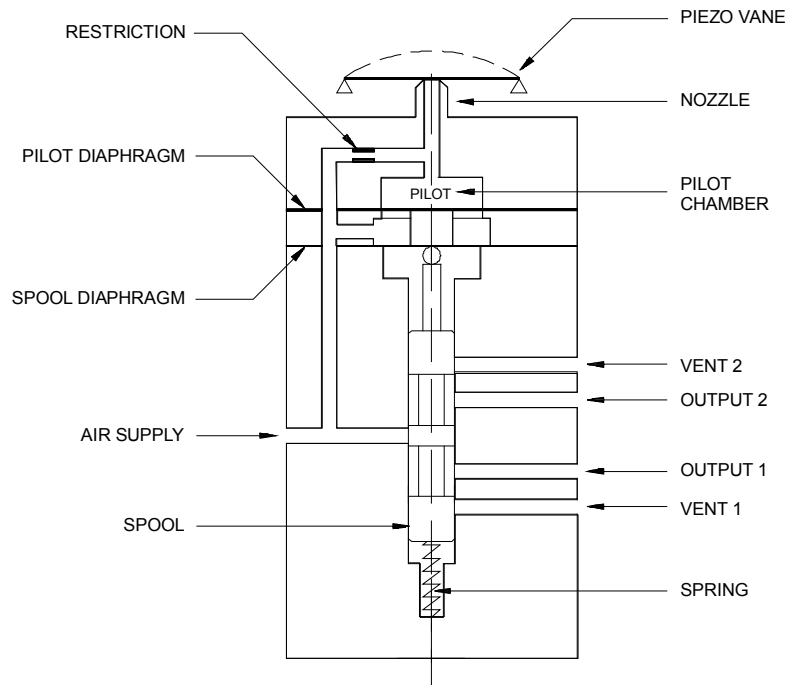 RESTRICTION
PIEZO VANE
NOZZLE
PILOT DIAPHRAGM
PILOT
PILOT
CHAMBER
SPOOL DIAPHRAGM
VENT 2
OUTPUT 2
AIR SUPPLY
OUTPUT 1
VENT 1
SPOOL
SPRING